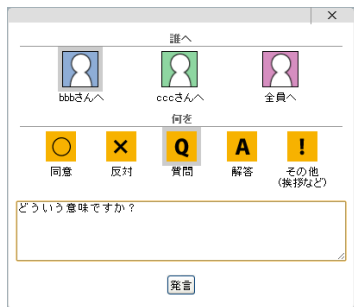 ×
誰へ
bbbさんへ cccさんへ 全員へ
何を
○ × Q A !
同意 反対 質問 解答 その他
(挨拶など)
どういう意味ですか？
発言